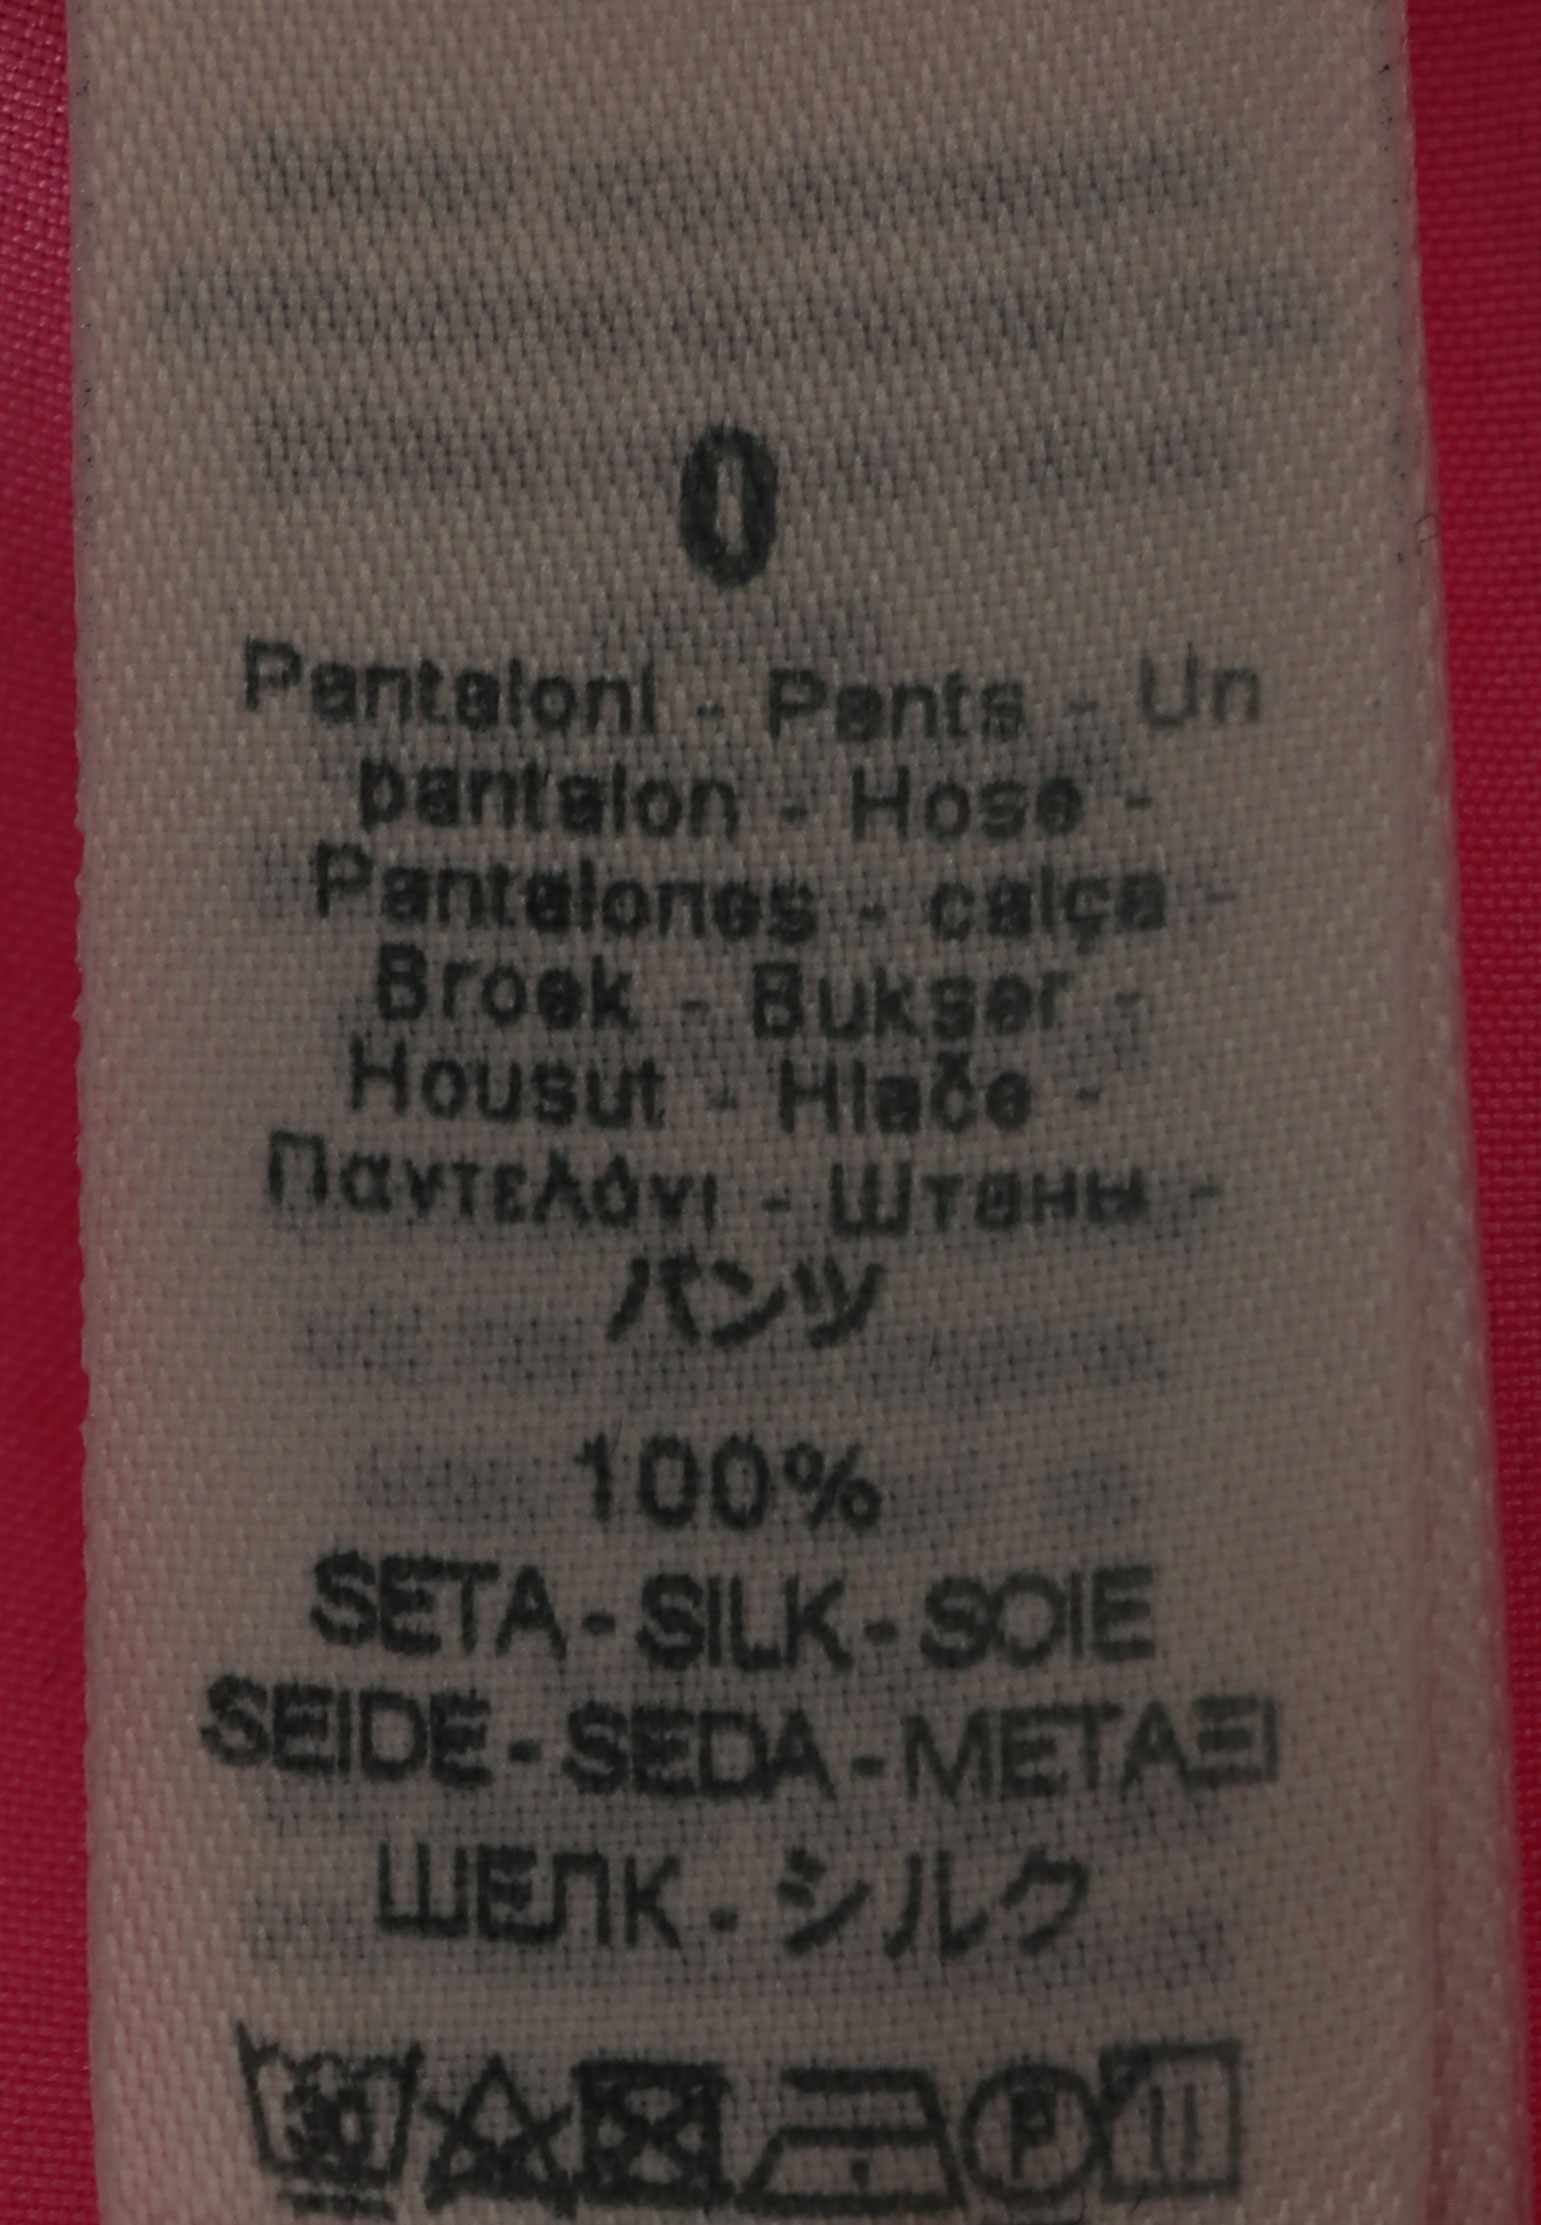 0
Pantaloni - Pants - Un
pantalon - Hose -
Pantalones - calça -
Broek - Bukser -
Housut - Hlače -
Παντελόνι - Штаны -
パンツ
100%
SETA-SILK-SOIE
SEIDE-SEDA-ΜΕΤΑΞΙ
ШЕЛК-シルク
30
P